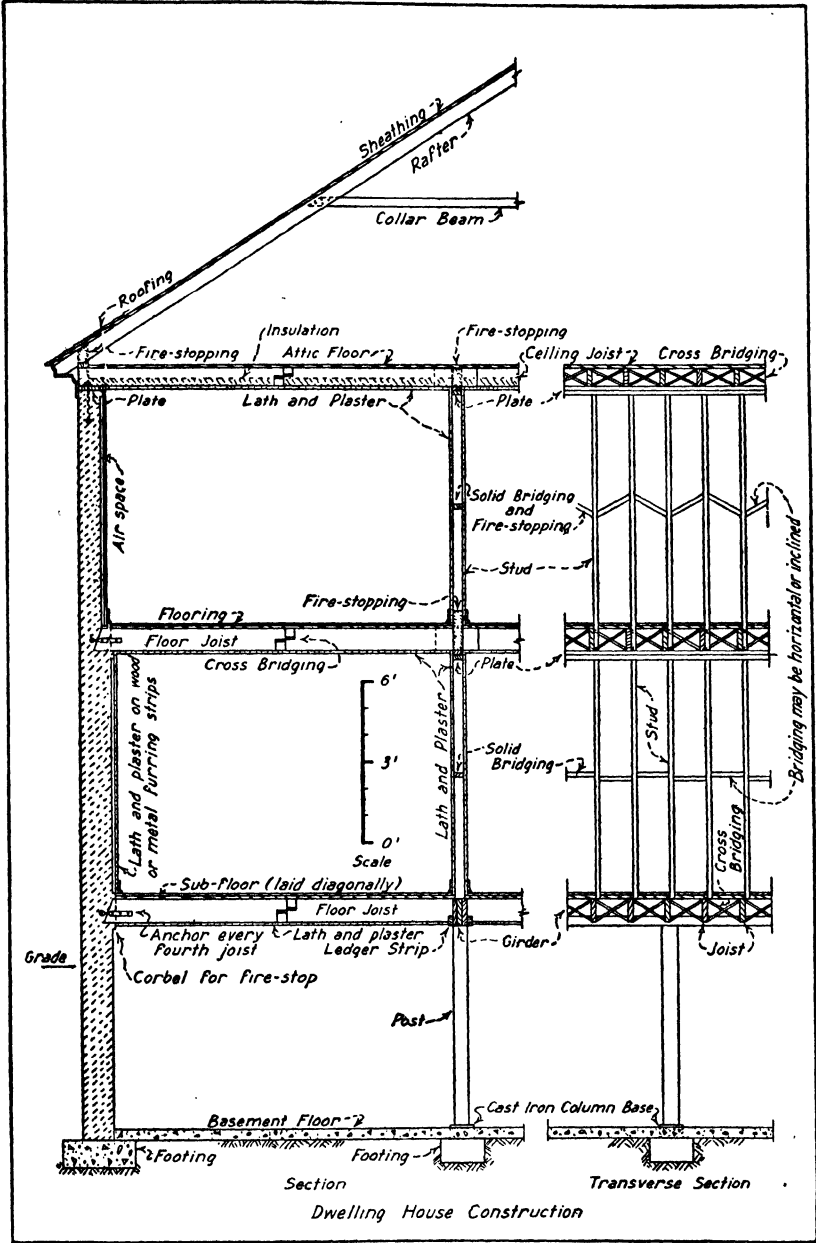 Sheathing
Rafter
Collar Beam
Roofing
Fire-stopping
Insulation
Attic Floor
Fire-stopping
Ceiling Joist
Cross Bridging
Plate
Lath and Plaster
Plate
Air space
Solid Bridging
and
Fire-stopping
Stud
Fire-stopping
Flooring
Floor Joist
Cross Bridging
Plate
Bridging may be horizontal or inclined
Lath and plaster on wood
or metal furring strips
6'
3'
0'
Scale
Lath and Plaster
Solid
Bridging
Stud
Cross
Bridging
Sub-floor (laid diagonally)
Floor Joist
Anchor every
fourth joist
Lath and plaster
Ledger Strip
Girder
Joist
Grade
Corbel for fire-stop
Post
Basement Floor
Cast Iron Column Base
Footing
Footing
Section
Transverse Section
Dwelling House Construction